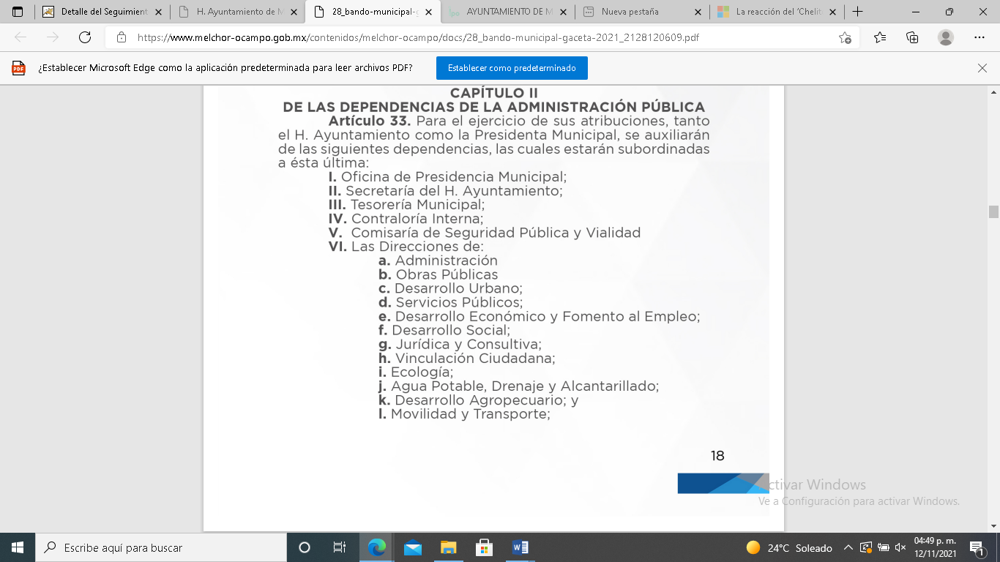 Detalle del Seguimient
H. Ayuntamiento de M
28_bando-municipal-g
AYUNTAMIENTO DE M
Nueva pestaña
La reacción del 'Chelit
https://www.melchor-ocampo.gob.mx/contenidos/melchor-ocampo/docs/28_bando-municipal-gaceta-2021_2128120609.pdf
PDF
¿Establecer Microsoft Edge como la aplicación predeterminada para leer archivos PDF?
Establecer como predeterminado
CAPÍTULO II
DE LAS DEPENDENCIAS DE LA ADMINISTRACIÓN PÚBLICA
Artículo 33. Para el ejercicio de sus atribuciones, tanto
el H. Ayuntamiento como la Presidenta Municipal, se auxiliarán
de las siguientes dependencias, las cuales estarán subordinadas
a ésta última:
I. Oficina de Presidencia Municipal;
II. Secretaría del H. Ayuntamiento;
III. Tesorería Municipal;
IV. Contraloría Interna;
V. Comisaría de Seguridad Pública y Vialidad
VI. Las Direcciones de:
a. Administración
b. Obras Públicas
c. Desarrollo Urbano;
d. Servicios Públicos;
e. Desarrollo Económico y Fomento al Empleo;
f. Desarrollo Social;
g. Jurídica y Consultiva;
h. Vinculación Ciudadana;
i. Ecología;
j. Agua Potable, Drenaje y Alcantarillado;
k. Desarrollo Agropecuario; y
l. Movilidad y Transporte;
18
Activar Windows
Ve a Configuración para activar Windows.
Escribe aquí para buscar
24°C Soleado
04:49 p. m.
12/11/2021
1